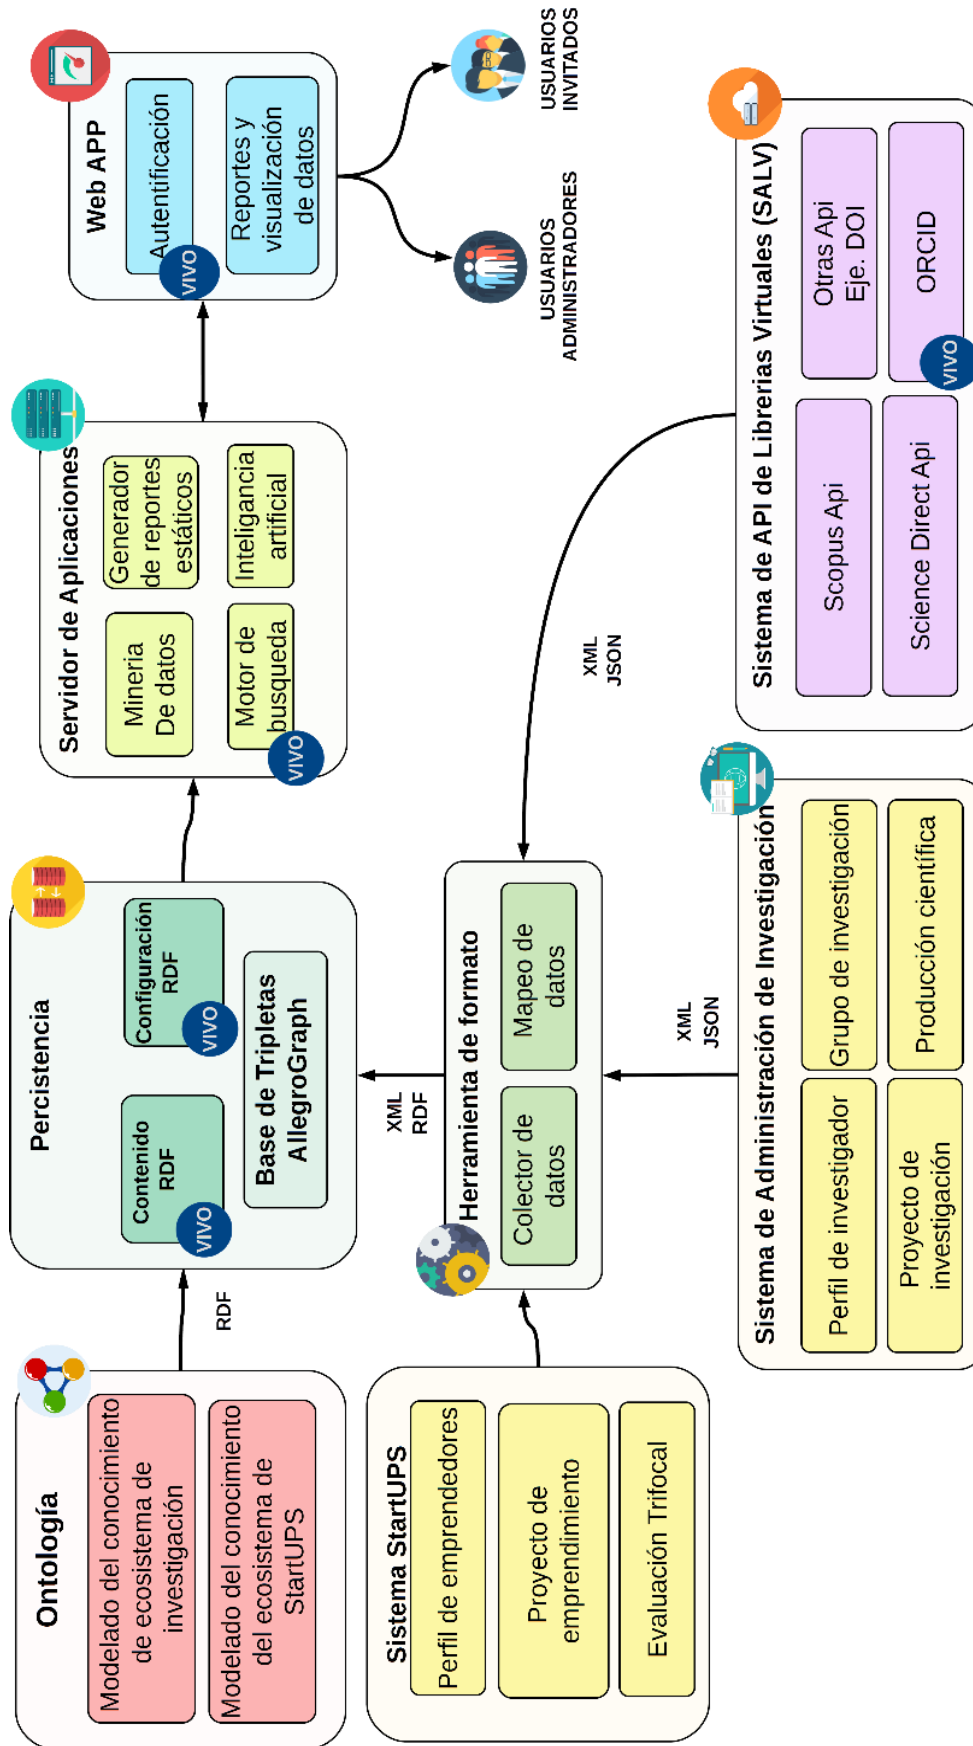 Ontología
Modelado del conocimiento
de ecosistema de
investigación
Modelado del conocimiento
del ecosistema de
StartUPS
RDF
Percistencia
Contenido
RDF
VIVO
Configuración
RDF
VIVO
Base de Tripletas
AllegroGraph
Servidor de Aplicaciones
Mineria
De datos
Generador
de reportes
estáticos
Motor de
busqueda
VIVO
Inteligancia
artificial
Web APP
Autentificación
VIVO
Reportes y
visualización
de datos
USUARIOS
ADMINISTRADORES
USUARIOS
INVITADOS
Sistema StartUPS
Perfil de emprendedores
Proyecto de
emprendimiento
Evaluación Trifocal
XML
RDF
Herramienta de formato
Colector de
datos
Mapeo de
datos
XML
JSON
XML
JSON
Sistema de Administración de Investigación
Perfil de investigador
Grupo de investigación
Proyecto de
investigación
Producción científica
Sistema de API de Librerias Virtuales (SALV)
Scopus Api
Otras Api
Eje. DOI
Science Direct Api
ORCID
VIVO